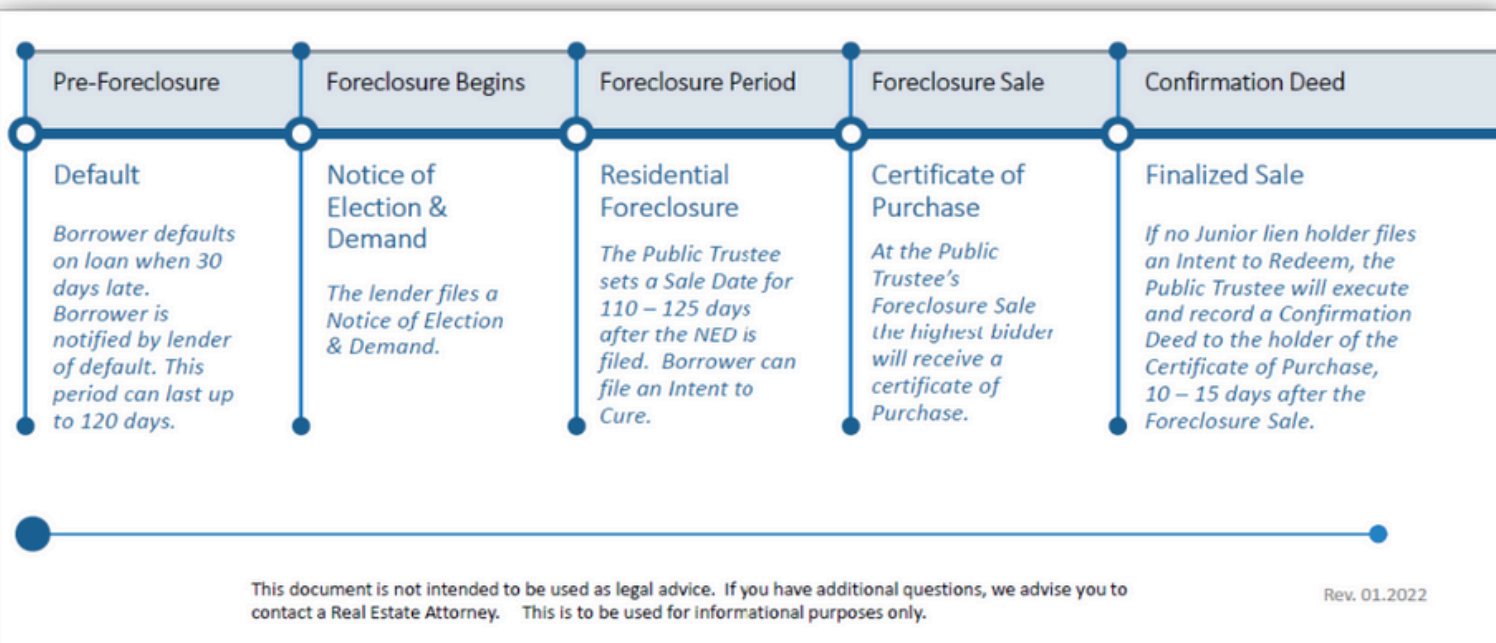 Pre-Foreclosure
Foreclosure Begins
Foreclosure Period
Foreclosure Sale
Confirmation Deed
Default
Borrower defaults
on loan when 30
days late.
Borrower is
notified by lender
of default. This
period can last up
to 120 days.
Notice of
Election &
Demand
The lender files a
Notice of Election
& Demand.
Residential
Foreclosure
The Public Trustee
sets a Sale Date for
110 – 125 days
after the NED is
filed.  Borrower can
file an Intent to
Cure.
Certificate of
Purchase
At the Public
Trustee's
Foreclosure Sale
the highest bidder
will receive a
certificate of
Purchase.
Finalized Sale
If no Junior lien holder files
an Intent to Redeem, the
Public Trustee will execute
and record a Confirmation
Deed to the holder of the
Certificate of Purchase,
10 – 15 days after the
Foreclosure Sale.
This document is not intended to be used as legal advice.  If you have additional questions, we advise you to
contact a Real Estate Attorney.    This is to be used for informational purposes only.
Rev. 01.2022